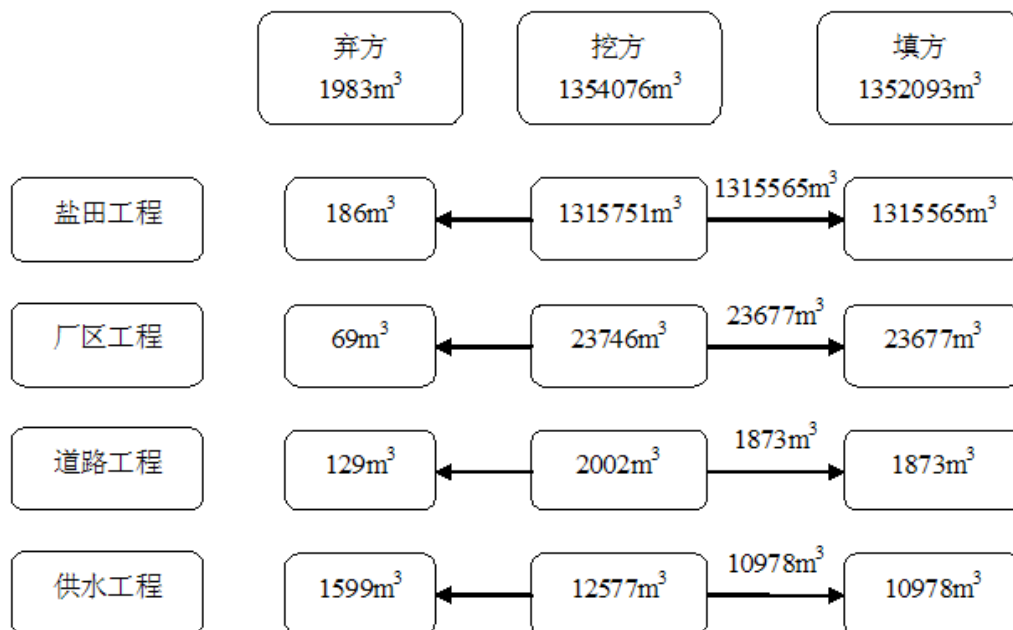 弃方
1983m³
挖方
1354076m³
填方
1352093m³
盐田工程
186m³
1315751m³
1315565m³
1315565m³
厂区工程
69m³
23746m³
23677m³
23677m³
道路工程
129m³
2002m³
1873m³
1873m³
供水工程
1599m³
12577m³
10978m³
10978m³